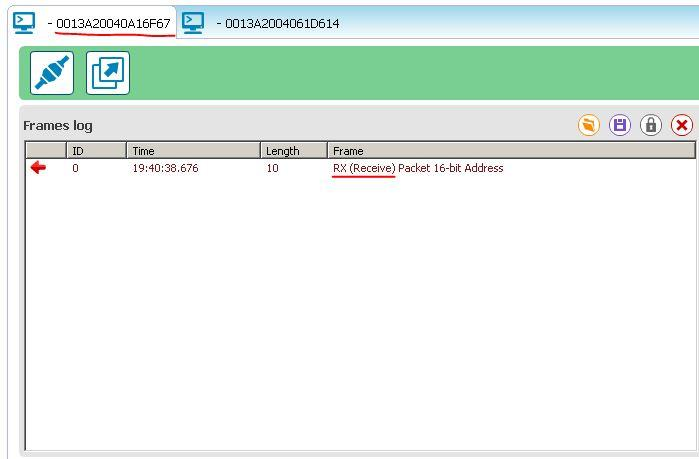 - 0013A20040A16F67 - 0013A2004061D614
Frames log
ID Time Length Frame
0 19:40:38.676 10 RX (Receive) Packet 16-bit Address